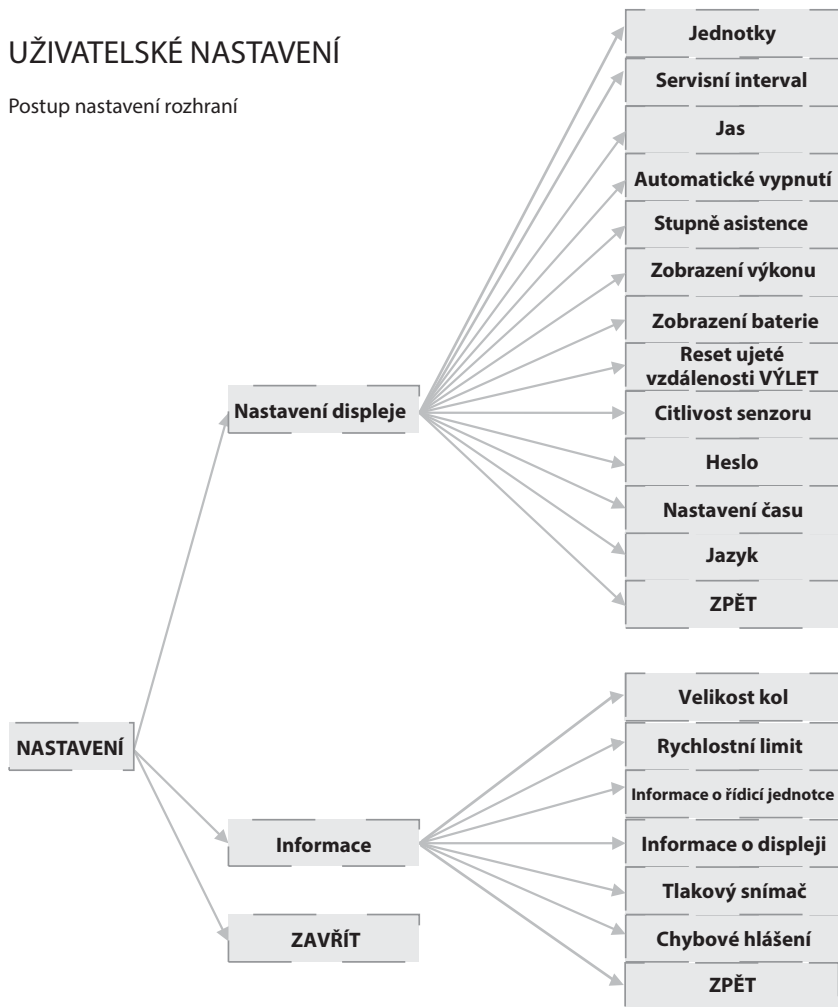 UŽIVATELSKÉ NASTAVENÍ
Postup nastavení rozhraní
NASTAVENÍ
Nastavení displeje
Jednotky
Servisní interval
Jas
Automatické vypnutí
Stupně asistence
Zobrazení výkonu
Zobrazení baterie
Reset ujeté
vzdálenosti VÝLET
Citlivost senzoru
Heslo
Nastavení času
Jazyk
ZPĚT
Informace
Velikost kol
Rychlostní limit
Informace o řídicí jednotce
Informace o displeji
Tlakový snímač
Chybové hlášení
ZPĚT
ZAVŘÍT